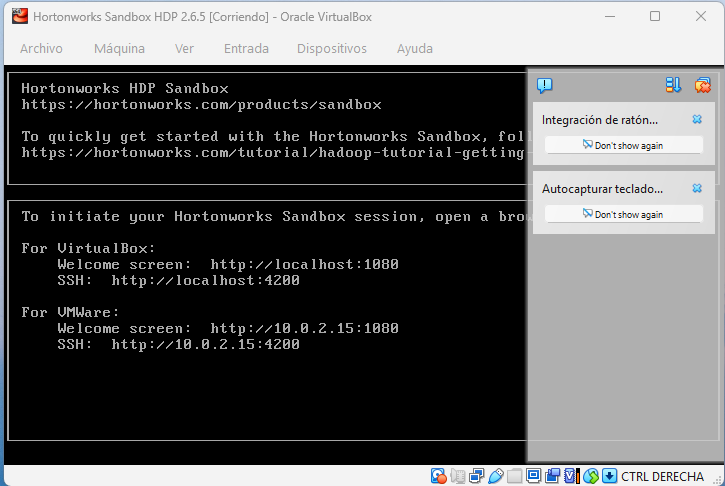 Hortonworks Sandbox HDP 2.6.5 [Corriendo] - Oracle VirtualBox
Archivo Máquina Ver Entrada Dispositivos Ayuda
Hortonworks HDP Sandbox
https://hortonworks.com/products/sandbox
To quickly get started with the Hortonworks Sandbox, foll
https://hortonworks.com/tutorial/hadoop-tutorial-getting-
To initiate your Hortonworks Sandbox session, open a brow
For VirtualBox:
Welcome screen: http://localhost:1080
SSH: http://localhost:4200
For VMWare:
Welcome screen: http://10.0.2.15:1080
SSH: http://10.0.2.15:4200
Integración de ratón...
Don't show again
Autocapturar teclado...
Don't show again
CTRL DERECHA